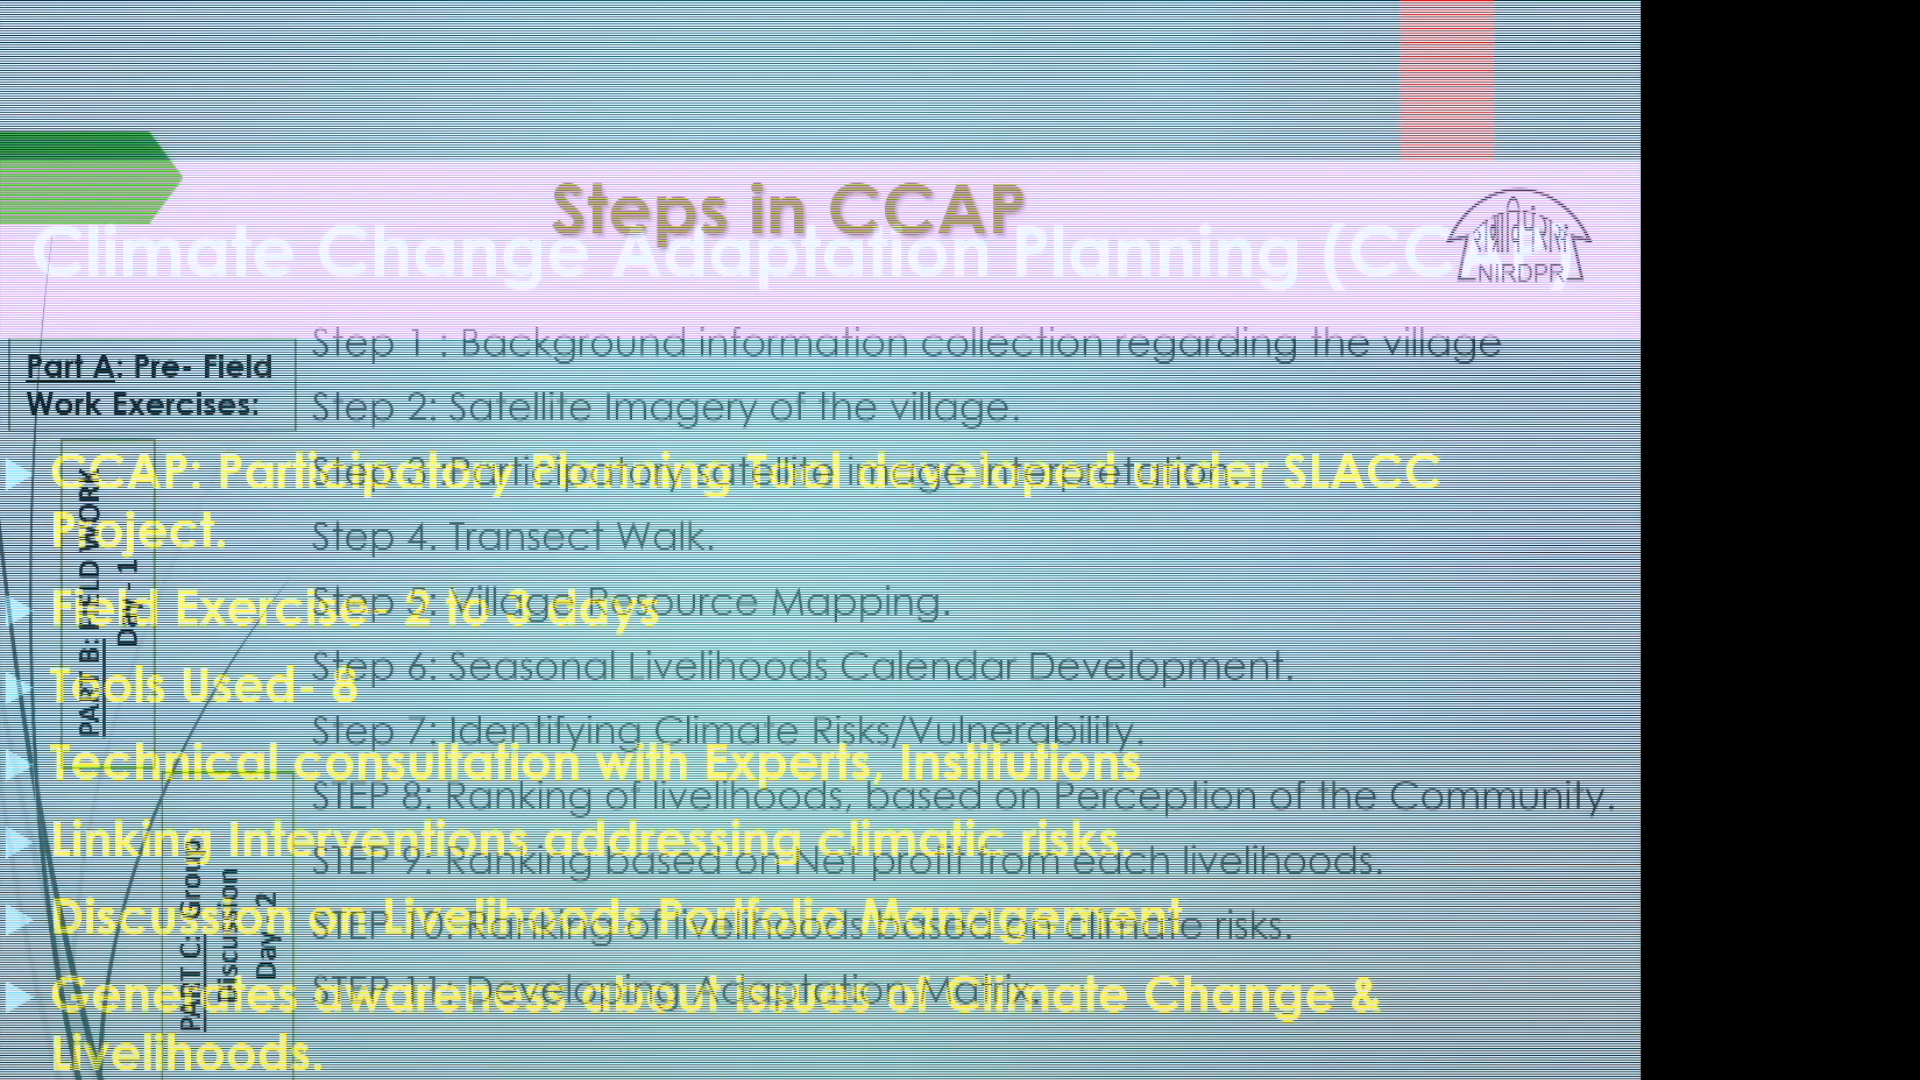 Steps in CCAP
Climate Change Adaptation Planning (CCAP)
NIRDPR
Part A: Pre- Field
Work Exercises:
Step 1 : Background information collection regarding the village
Step 2: Satellite Imagery of the village.
Step 3: Participatory satellite image Interpretation.
Step 4. Transect Walk.
Step 5: Village Resource Mapping.
Step 6: Seasonal Livelihoods Calendar Development.
Step 7: Identifying Climate Risks/Vulnerability.
STEP 8: Ranking of livelihoods, based on Perception of the Community.
STEP 9: Ranking based on Net profit from each livelihoods.
STEP 10: Ranking of livelihoods based on climate risks.
STEP 11: Developing Adaptation Matrix.
PART B: FIELD WORK
Day- 1
PART C: Group
Discussion
Day - 2
CCAP: Participatory Planning Tool developed under SLACC
Project.
Field Exercise- 2 to 3 days
Tools Used- 8
Technical consultation with Experts, Institutions
Linking Interventions addressing climatic risks.
Discussion on Livelihoods Portfolio Management
Generates awareness about issues of Climate Change &
Livelihoods.